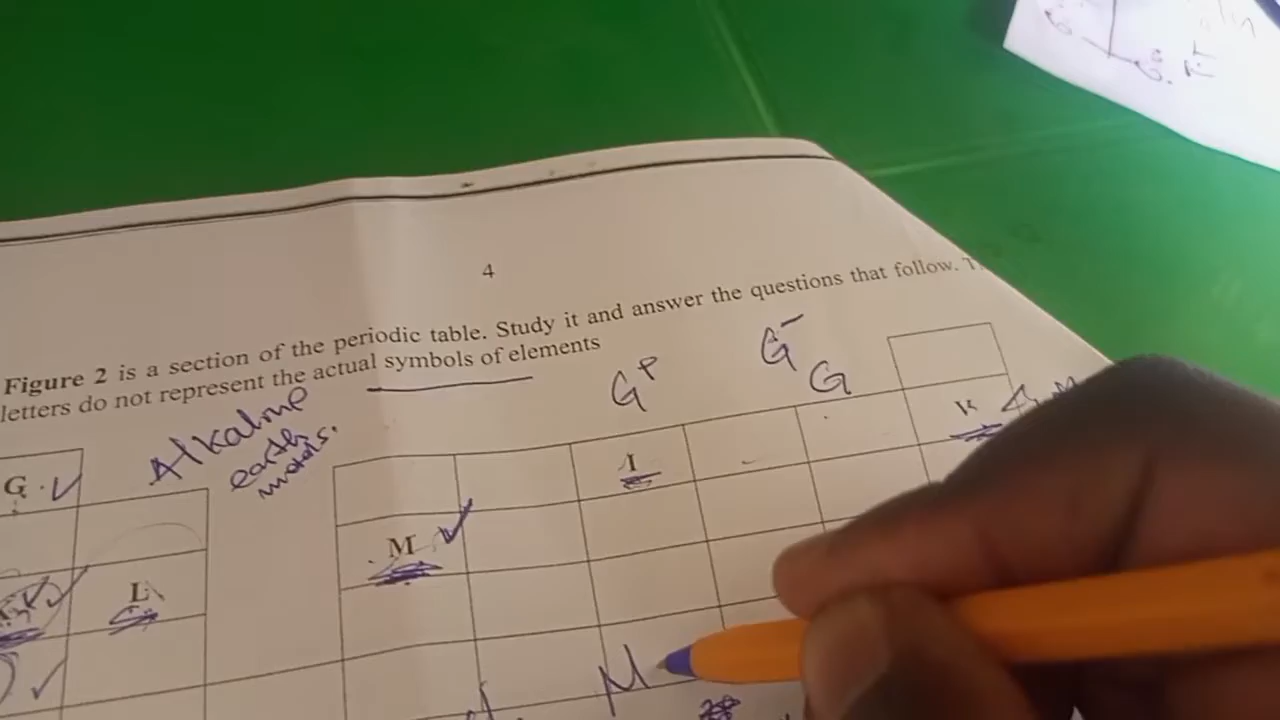 4
Figure 2 is a section of the periodic table. Study it and answer the questions that follow.
letters do not represent the actual symbols of elements
Alkaline
earth
metals.
G
G
G
G
I
K
M
L
M